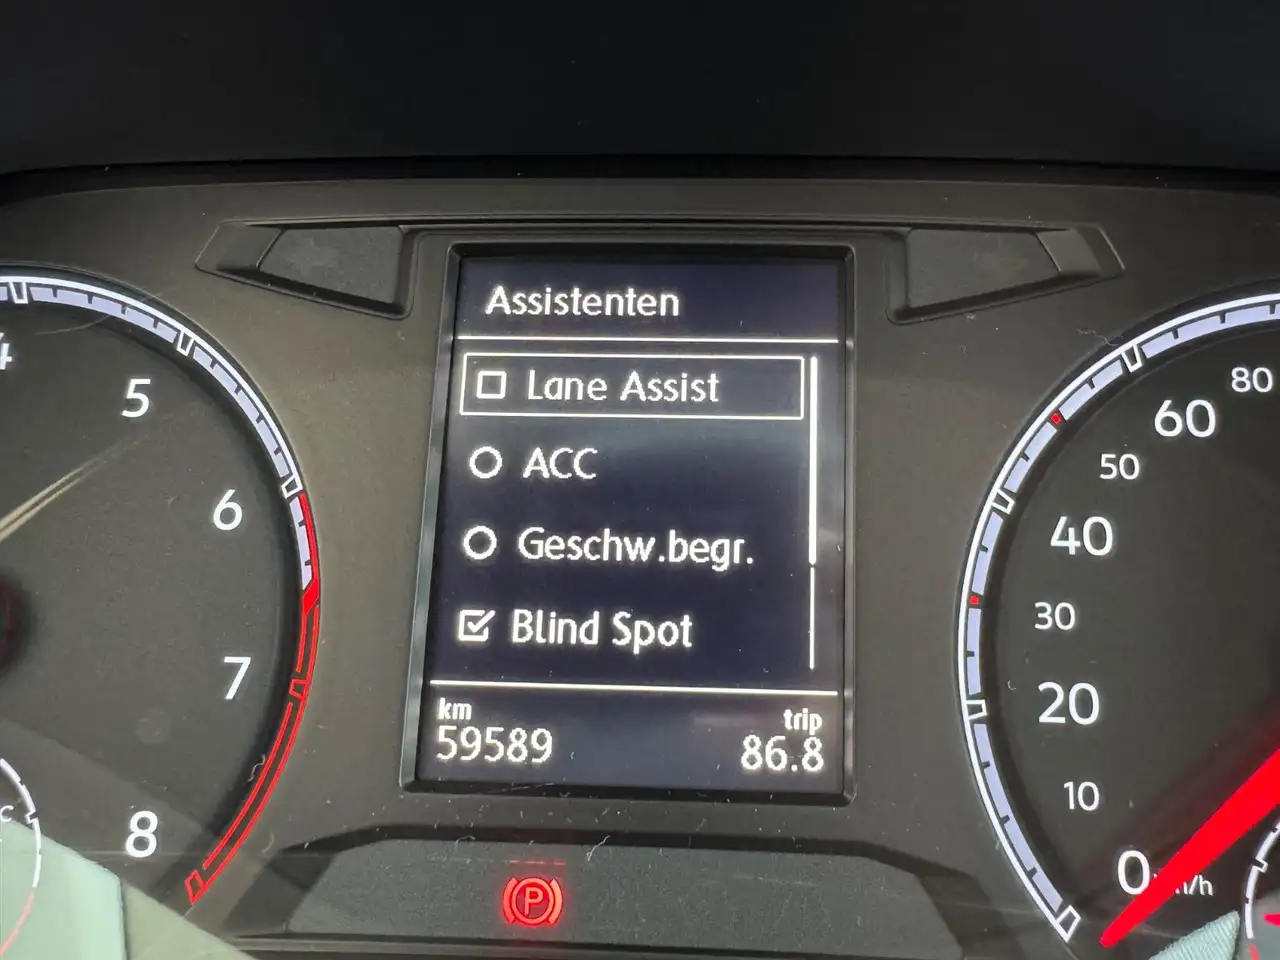 Assistenten
Lane Assist
ACC
Geschw.begr.
Blind Spot
km
59589
trip
86.8
4
5
6
7
8
80
60
50
40
30
20
10
0
P